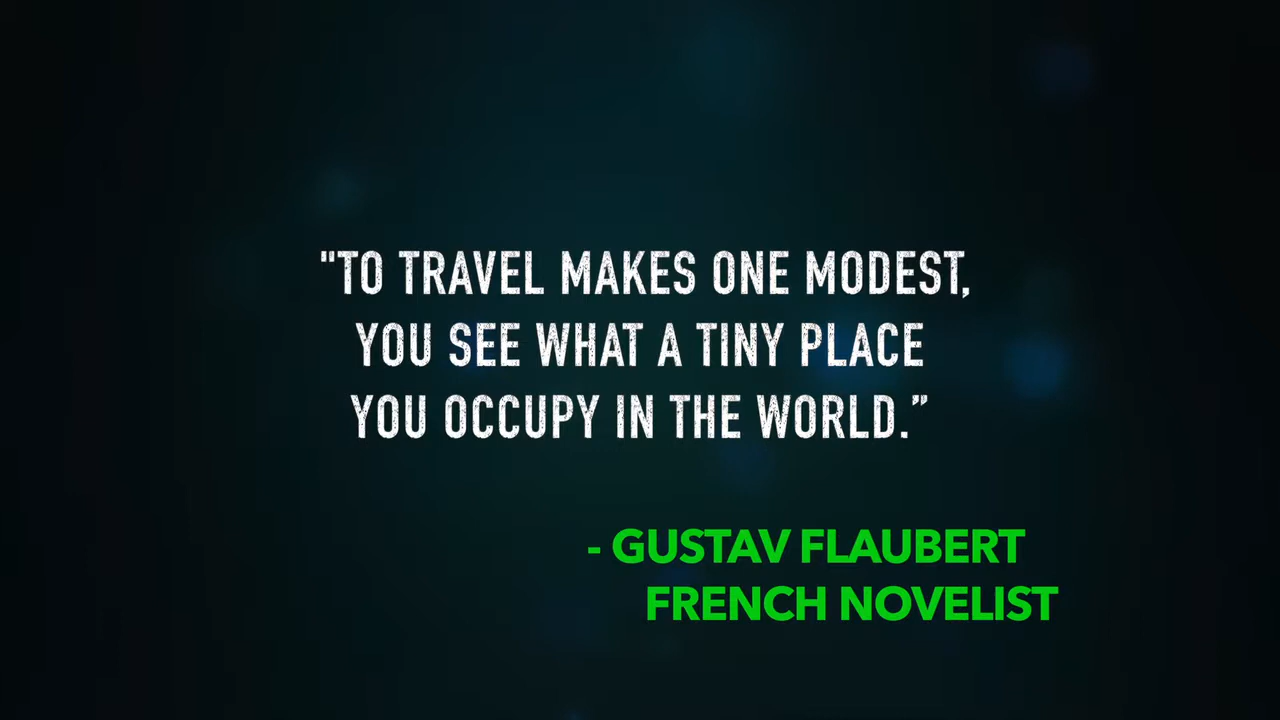 "TO TRAVEL MAKES ONE MODEST,
YOU SEE WHAT A TINY PLACE
YOU OCCUPY IN THE WORLD.”
- GUSTAV FLAUBERT
FRENCH NOVELIST